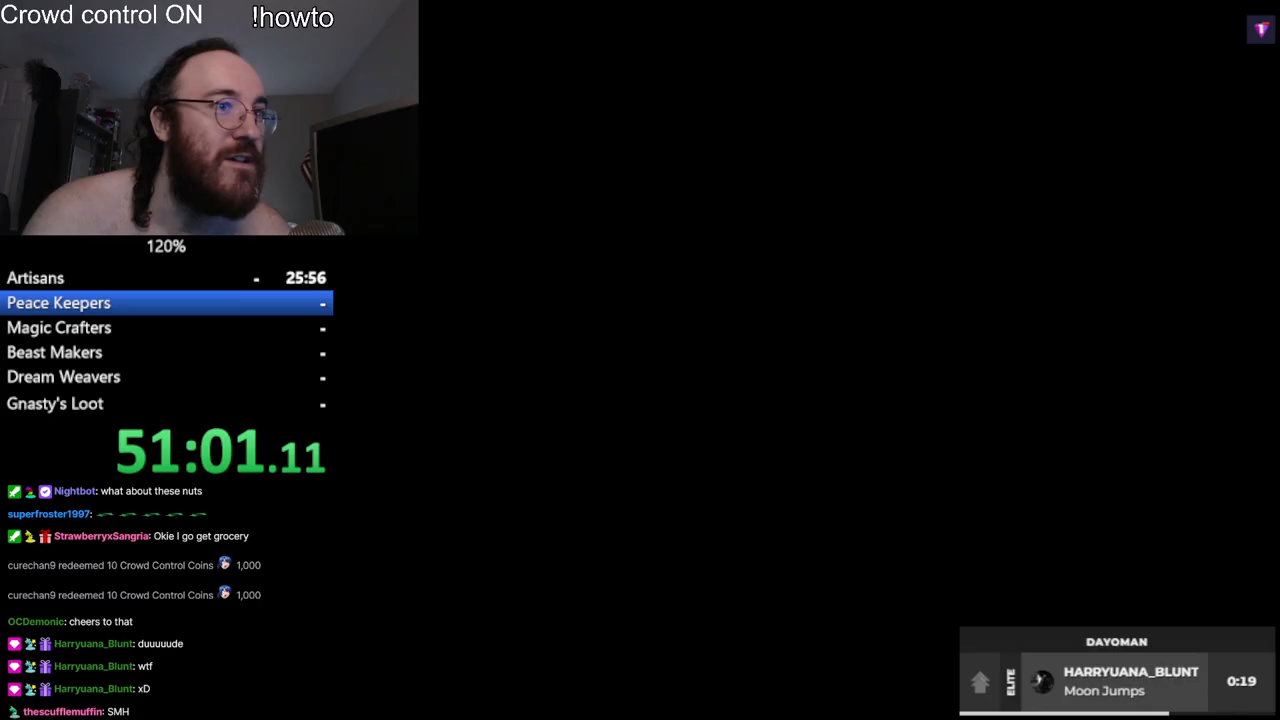 Crowd control ON !howto
120%
Artisans - 25:56
Peace Keepers -
Magic Crafters -
Beast Makers -
Dream Weavers -
Gnasty's Loot -
51:01.11
Nightbot: what about these nuts
superfroster1997:
StrawberryxSangria: Okie I go get grocery
curechan9 redeemed 10 Crowd Control Coins 1,000
curechan9 redeemed 10 Crowd Control Coins 1,000
OCDemonic: cheers to that
Harryuana_Blunt: duuuuude
Harryuana_Blunt: wtf
Harryuana_Blunt: xD
thescufflemuffin: SMH
DAYOMAN
ELITE
HARRYUANA_BLUNT
Moon Jumps
0:19